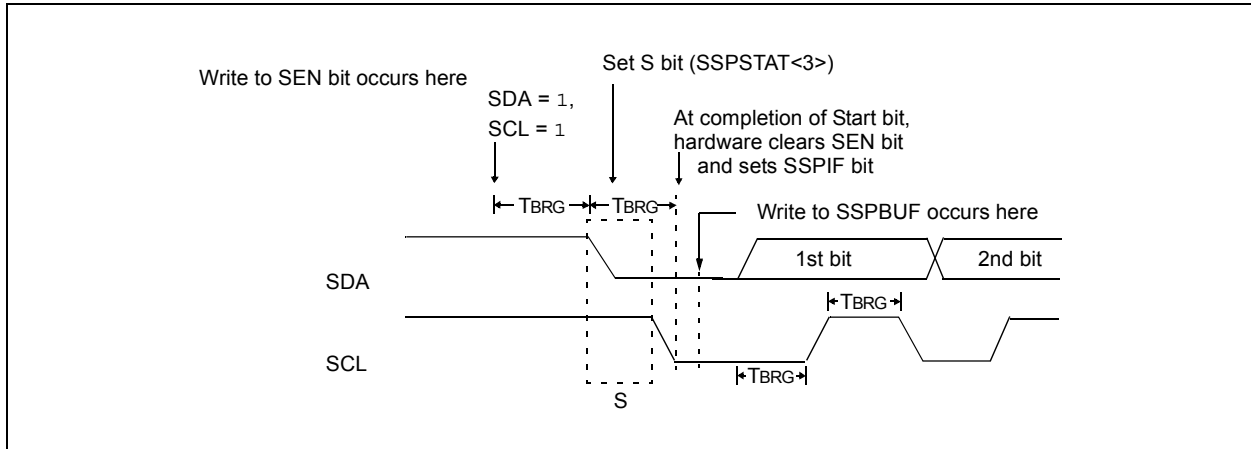 Set S bit (SSPSTAT<3>)
Write to SEN bit occurs here
SDA = 1,
SCL = 1
At completion of Start bit,
hardware clears SEN bit
and sets SSPIF bit
TBRG
TBRG
Write to SSPBUF occurs here
SDA
1st bit
2nd bit
TBRG
SCL
TBRG
S